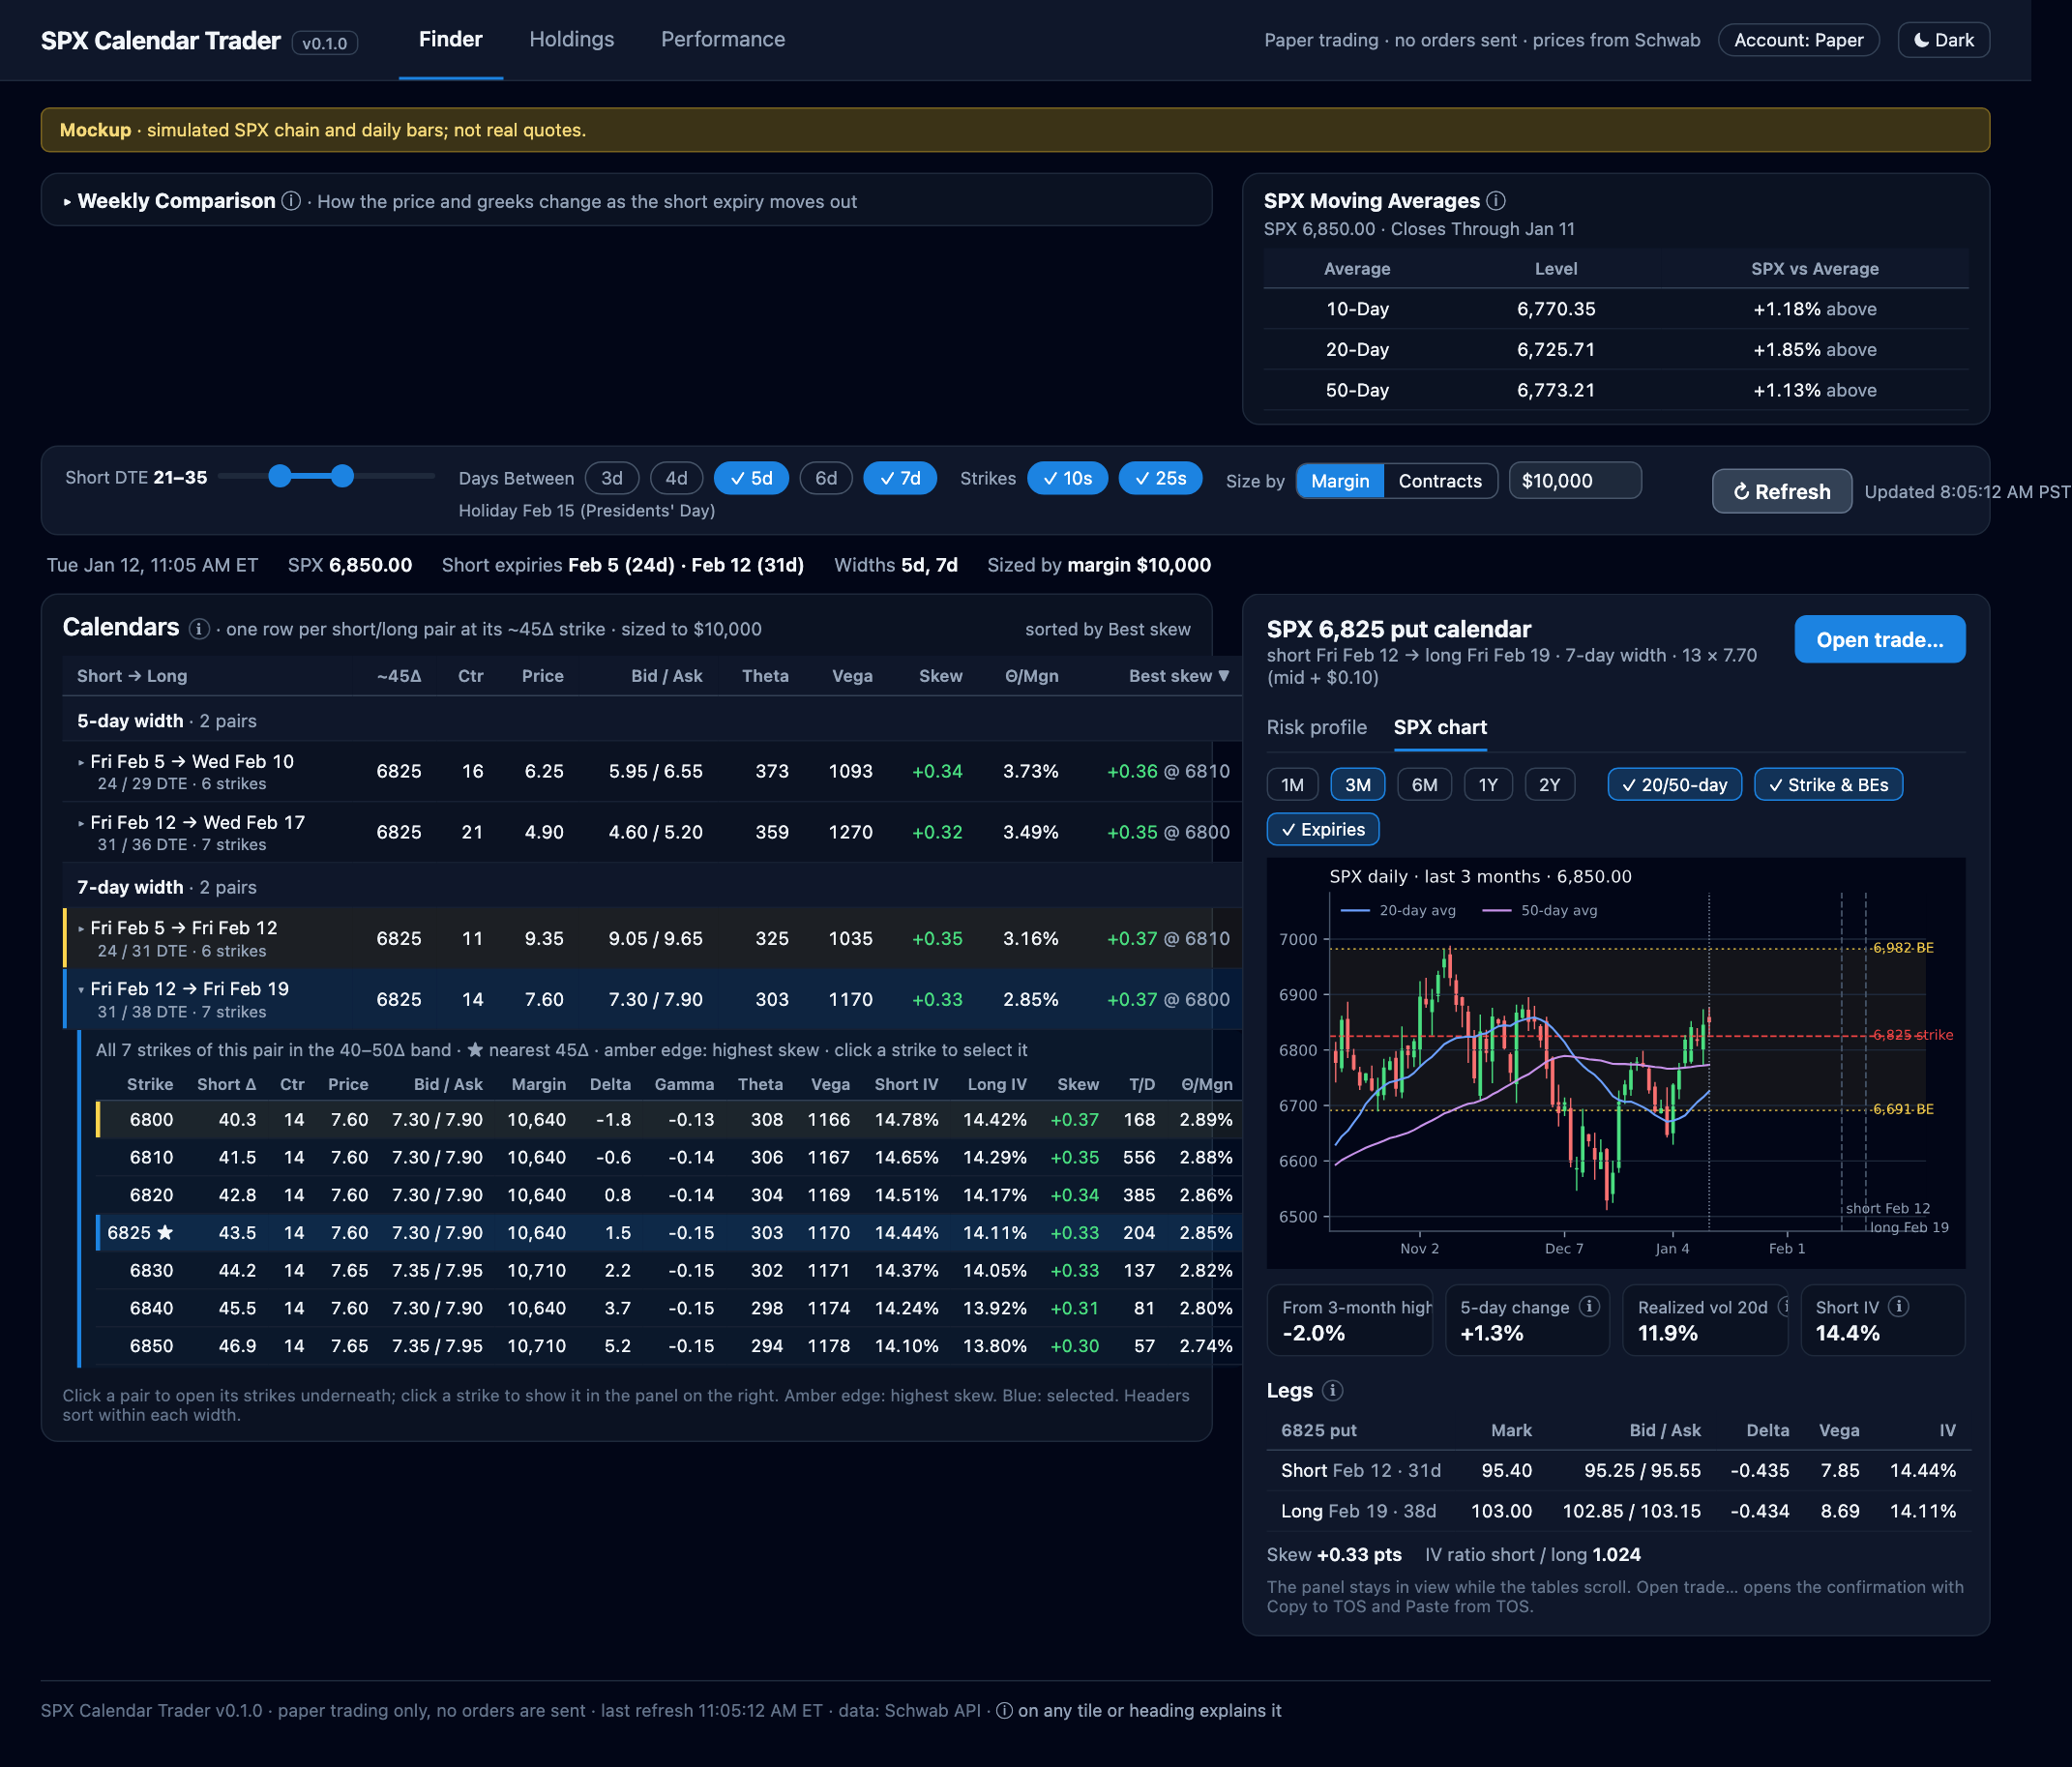 SPX Calendar Trader v0.1.0 Finder Holdings Performance Paper trading · no orders sent · prices from Schwab Account: Paper Dark
Mockup · simulated SPX chain and daily bars; not real quotes.
▸ Weekly Comparison ⓘ · How the price and greeks change as the short expiry moves out
SPX Moving Averages ⓘ
SPX 6,850.00 · Closes Through Jan 11
Average Level SPX vs Average
10-Day 6,770.35 +1.18% above
20-Day 6,725.71 +1.85% above
50-Day 6,773.21 +1.13% above
Short DTE 21–35 Days Between 3d 4d ✓ 5d 6d ✓ 7d Strikes ✓ 10s ✓ 25s Size by Margin Contracts $10,000 ↻ Refresh Updated 8:05:12 AM PST
Holiday Feb 15 (Presidents' Day)
Tue Jan 12, 11:05 AM ET SPX 6,850.00 Short expiries Feb 5 (24d) · Feb 12 (31d) Widths 5d, 7d Sized by margin $10,000
Calendars ⓘ · one row per short/long pair at its ~45Δ strike · sized to $10,000 sorted by Best skew
Short → Long ~45Δ Ctr Price Bid / Ask Theta Vega Skew Θ/Mgn Best skew ▼
5-day width · 2 pairs
▸ Fri Feb 5 → Wed Feb 10 6825 16 6.25 5.95 / 6.55 373 1093 +0.34 3.73% +0.36 @ 6810
24 / 29 DTE · 6 strikes
▸ Fri Feb 12 → Wed Feb 17 6825 21 4.90 4.60 / 5.20 359 1270 +0.32 3.49% +0.35 @ 6800
31 / 36 DTE · 7 strikes
7-day width · 2 pairs
▸ Fri Feb 5 → Fri Feb 12 6825 11 9.35 9.05 / 9.65 325 1035 +0.35 3.16% +0.37 @ 6810
24 / 31 DTE · 6 strikes
▾ Fri Feb 12 → Fri Feb 19 6825 14 7.60 7.30 / 7.90 303 1170 +0.33 2.85% +0.37 @ 6800
31 / 38 DTE · 7 strikes
All 7 strikes of this pair in the 40–50Δ band · ★ nearest 45Δ · amber edge: highest skew · click a strike to select it
Strike Short Δ Ctr Price Bid / Ask Margin Delta Gamma Theta Vega Short IV Long IV Skew T/D Θ/Mgn
6800 40.3 14 7.60 7.30 / 7.90 10,640 -1.8 -0.13 308 1166 14.78% 14.42% +0.37 168 2.89%
6810 41.5 14 7.60 7.30 / 7.90 10,640 -0.6 -0.14 306 1167 14.65% 14.29% +0.35 556 2.88%
6820 42.8 14 7.60 7.30 / 7.90 10,640 0.8 -0.14 304 1169 14.51% 14.17% +0.34 385 2.86%
6825 ★ 43.5 14 7.60 7.30 / 7.90 10,640 1.5 -0.15 303 1170 14.44% 14.11% +0.33 204 2.85%
6830 44.2 14 7.65 7.35 / 7.95 10,710 2.2 -0.15 302 1171 14.37% 14.05% +0.33 137 2.82%
6840 45.5 14 7.60 7.30 / 7.90 10,640 3.7 -0.15 298 1174 14.24% 13.92% +0.31 81 2.80%
6850 46.9 14 7.65 7.35 / 7.95 10,710 5.2 -0.15 294 1178 14.10% 13.80% +0.30 57 2.74%
Click a pair to open its strikes underneath; click a strike to show it in the panel on the right. Amber edge: highest skew. Blue: selected. Headers
sort within each width.
SPX 6,825 put calendar Open trade...
short Fri Feb 12 → long Fri Feb 19 · 7-day width · 13 × 7.70
(mid + $0.10)
Risk profile SPX chart
1M 3M 6M 1Y 2Y ✓ 20/50-day ✓ Strike & BEs
✓ Expiries
SPX daily · last 3 months · 6,850.00
20-day avg 50-day avg
7000
6,982 BE
6900
6,825 strike
6800
6700
6,691 BE
6600
6500
short Feb 12
long Feb 19
Nov 2 Dec 7 Jan 4 Feb 1
From 3-month high 5-day change ⓘ Realized vol 20d ⓘ Short IV ⓘ
-2.0% +1.3% 11.9% 14.4%
Legs ⓘ
6825 put Mark Bid / Ask Delta Vega IV
Short Feb 12 · 31d 95.40 95.25 / 95.55 -0.435 7.85 14.44%
Long Feb 19 · 38d 103.00 102.85 / 103.15 -0.434 8.69 14.11%
Skew +0.33 pts IV ratio short / long 1.024
The panel stays in view while the tables scroll. Open trade... opens the confirmation with
Copy to TOS and Paste from TOS.
SPX Calendar Trader v0.1.0 · paper trading only, no orders are sent · last refresh 11:05:12 AM ET · data: Schwab API · ⓘ on any tile or heading explains it